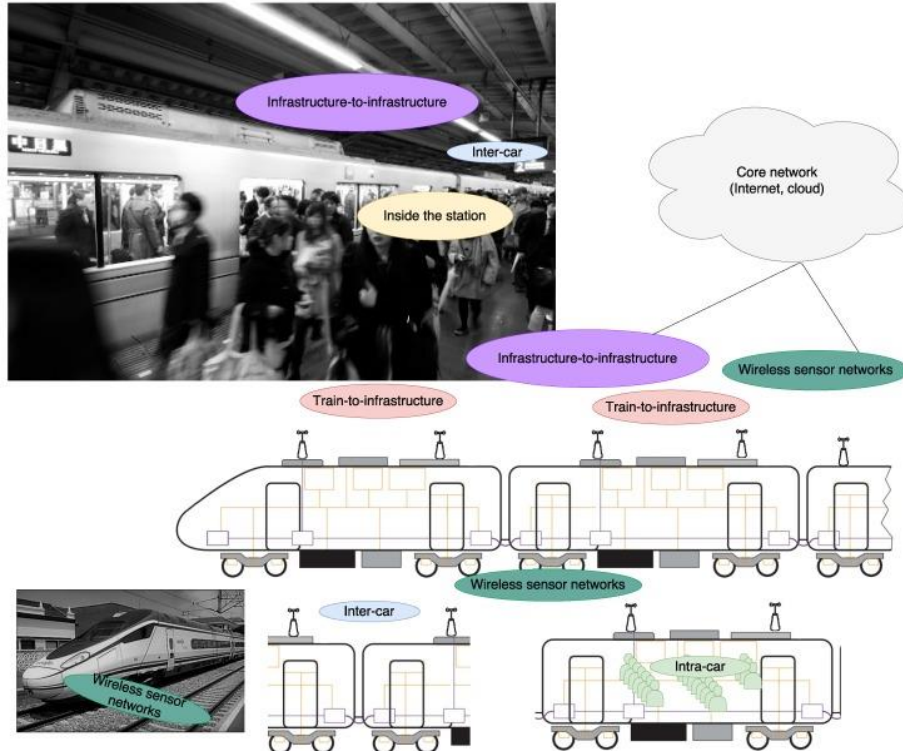 Infrastructure-to-infrastructure
Inter-car
Inside the station
Core network
(Internet, cloud)
Infrastructure-to-infrastructure
Wireless sensor networks
Train-to-infrastructure
Train-to-infrastructure
Wireless sensor networks
Inter-car
Intra-car
Wireless sensor
networks